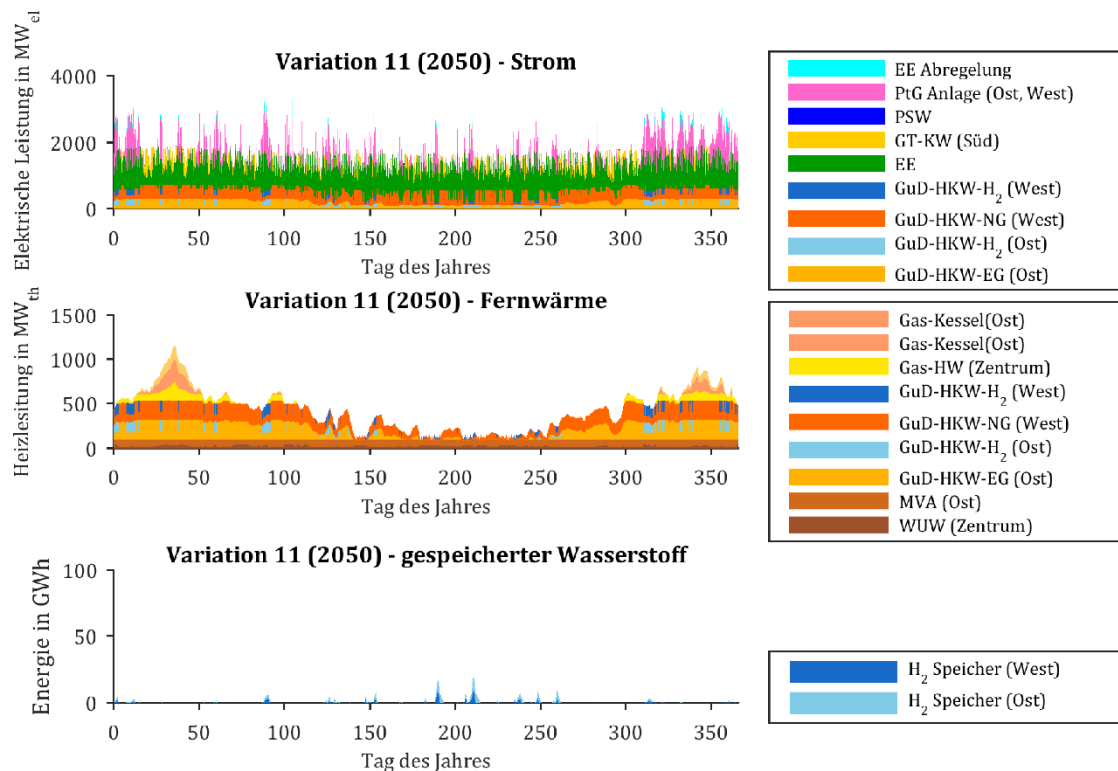 Variation 11 (2050) - Strom
Elektrische Leistung in MW_el
4000
2000
0
0 50 100 150 200 250 300 350
Tag des Jahres
EE Abregelung
PtG Anlage (Ost, West)
PSW
GT-KW (Süd)
EE
GuD-HKW-H₂ (West)
GuD-HKW-NG (West)
GuD-HKW-H₂ (Ost)
GuD-HKW-EG (Ost)
Variation 11 (2050) - Fernwärme
Heizlesitung in MW_th
1500
1000
500
0
0 50 100 150 200 250 300 350
Tag des Jahres
Gas-Kessel(Ost)
Gas-Kessel(Ost)
Gas-HW (Zentrum)
GuD-HKW-H₂ (West)
GuD-HKW-NG (West)
GuD-HKW-H₂ (Ost)
GuD-HKW-EG (Ost)
MVA (Ost)
WUW (Zentrum)
Variation 11 (2050) - gespeicherter Wasserstoff
Energie in GWh
100
50
0
0 50 100 150 200 250 300 350
Tag des Jahres
H₂ Speicher (West)
H₂ Speicher (Ost)